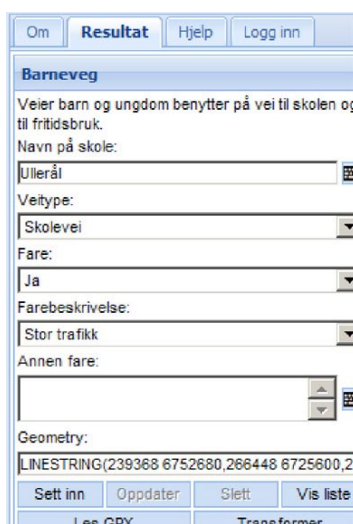 Om Resultat Hjelp Logg inn
Barneveg
Veier barn og ungdom benytter på vei til skolen og
til fritidsbruk.
Navn på skole:
Ullerål
Veitype:
Skolevei
Fare:
Ja
Farebeskrivelse:
Stor trafikk
Annen fare:
Geometry:
LINESTRING(239368 6752680,266448 6725600,2
Sett inn Oppdater Slett Vis liste
Les GPX Transformer